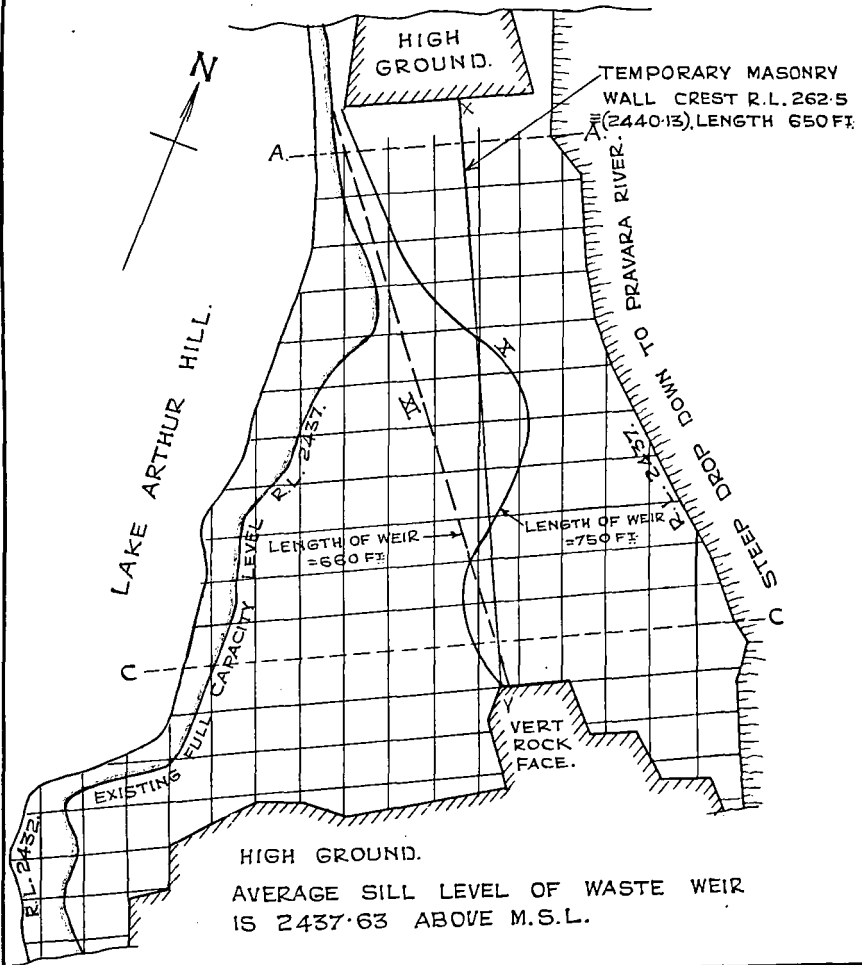 N
HIGH
GROUND.
TEMPORARY MASONRY
WALL CREST R.L. 262·5
≡(2440·13), LENGTH 650 FT.
X
A.
A.
LAKE ARTHUR HILL.
STEEP DROP DOWN TO PRAVARA RIVER.
R.L. 2437.
X
IX
EXISTING FULL CAPACITY LEVEL R.L. 2437.
LENGTH OF WEIR
=660 FT.
LENGTH OF WEIR
=750 FT.
C
C
Y
VERT
ROCK
FACE.
R.L. 2432.
HIGH GROUND.
AVERAGE SILL LEVEL OF WASTE WEIR
IS 2437·63 ABOVE M.S.L.